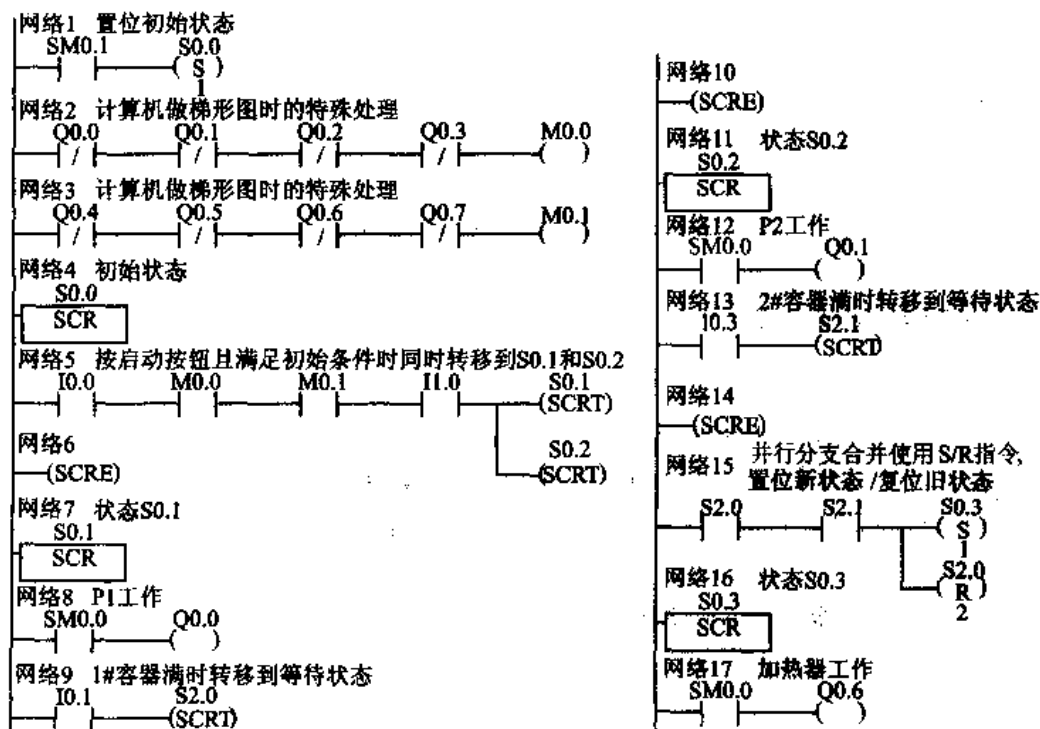 网络1 置位初始状态
SM0.1 S0.0
S
1
网络2 计算机做梯形图时的特殊处理
Q0.0 Q0.1 Q0.2 Q0.3 M0.0
/ / / /
网络3 计算机做梯形图时的特殊处理
Q0.4 Q0.5 Q0.6 Q0.7 M0.1
/ / / /
网络4 初始状态
S0.0
SCR
网络5 按启动按钮且满足初始条件时同时转移到S0.1和S0.2
I0.0 M0.0 M0.1 I1.0 S0.1
(SCRT)
S0.2
(SCRT)
网络6
(SCRE)
网络7 状态S0.1
S0.1
SCR
网络8 P1工作
SM0.0 Q0.0
网络9 1#容器满时转移到等待状态
I0.1 S2.0
(SCRT)
网络10
(SCRE)
网络11 状态S0.2
S0.2
SCR
网络12 P2工作
SM0.0 Q0.1
网络13 2#容器满时转移到等待状态
I0.3 S2.1
(SCRT)
网络14
(SCRE)
网络15 并行分支合并使用S/R指令,
置位新状态/复位旧状态
S2.0 S2.1 S0.3
S
1
S2.0
R
2
网络16 状态S0.3
S0.3
SCR
网络17 加热器工作
SM0.0 Q0.6